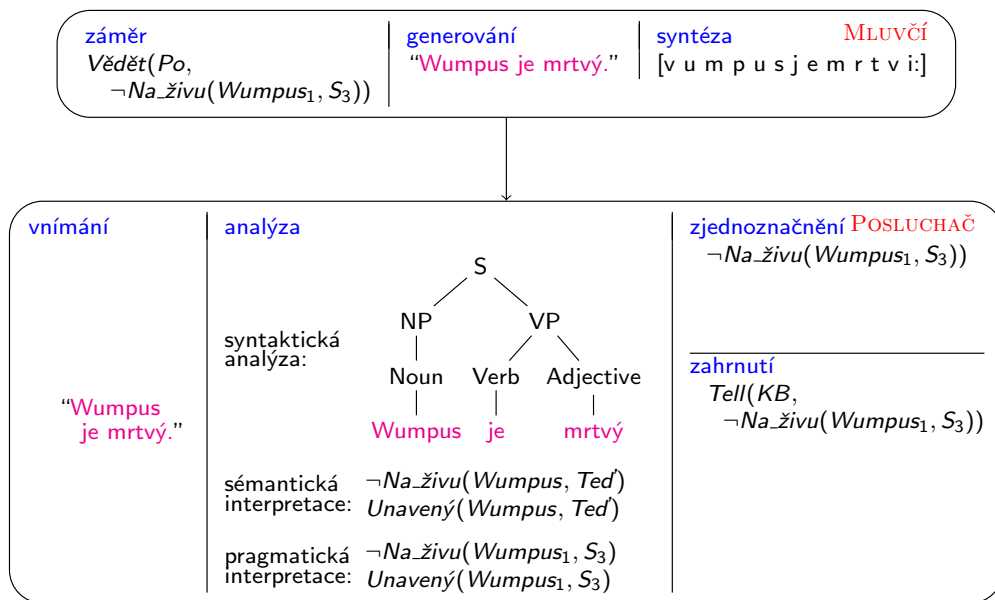 záměr
Vědět(Po,
¬Na_živu(Wumpus₁, S₃))
generování
“Wumpus je mrtvý.”
syntéza
Mluvčí
[v u m p u s j e m r t v i:]
vnímání
“Wumpus
je mrtvý.”
analýza
syntaktická
analýza:
S
NP VP
Noun Verb Adjective
Wumpus je mrtvý
sémantická
interpretace:
¬Na_živu(Wumpus, Teď)
Unavený(Wumpus, Teď)
pragmatická
interpretace:
¬Na_živu(Wumpus₁, S₃)
Unavený(Wumpus₁, S₃)
zjednoznačnění
Posluchač
¬Na_živu(Wumpus₁, S₃))
zahrnutí
Tell(KB,
¬Na_živu(Wumpus₁, S₃))